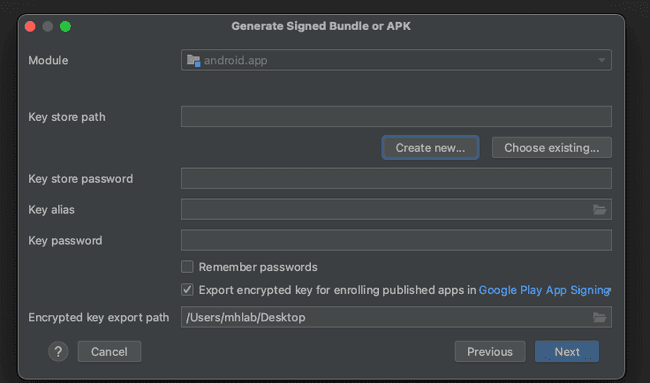 Generate Signed Bundle or APK
Module
android.app
Key store path
Create new... Choose existing...
Key store password
Key alias
Key password
Remember passwords
Export encrypted key for enrolling published apps in Google Play App Signing
Encrypted key export path /Users/mhlab/Desktop
? Cancel Previous Next